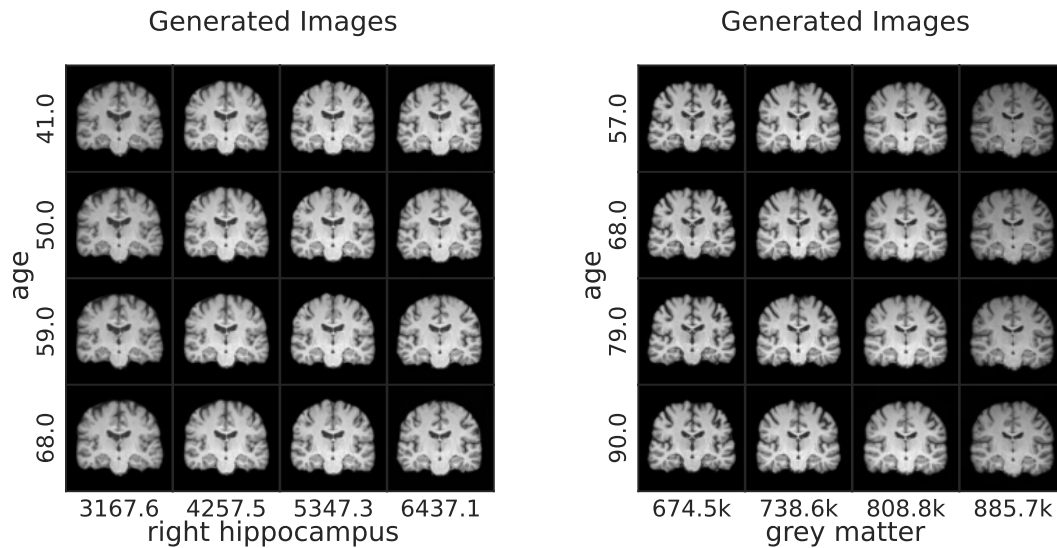 Generated Images
41.0
50.0
59.0
68.0
age
3167.6 4257.5 5347.3 6437.1
right hippocampus
Generated Images
57.0
68.0
79.0
90.0
age
674.5k 738.6k 808.8k 885.7k
grey matter